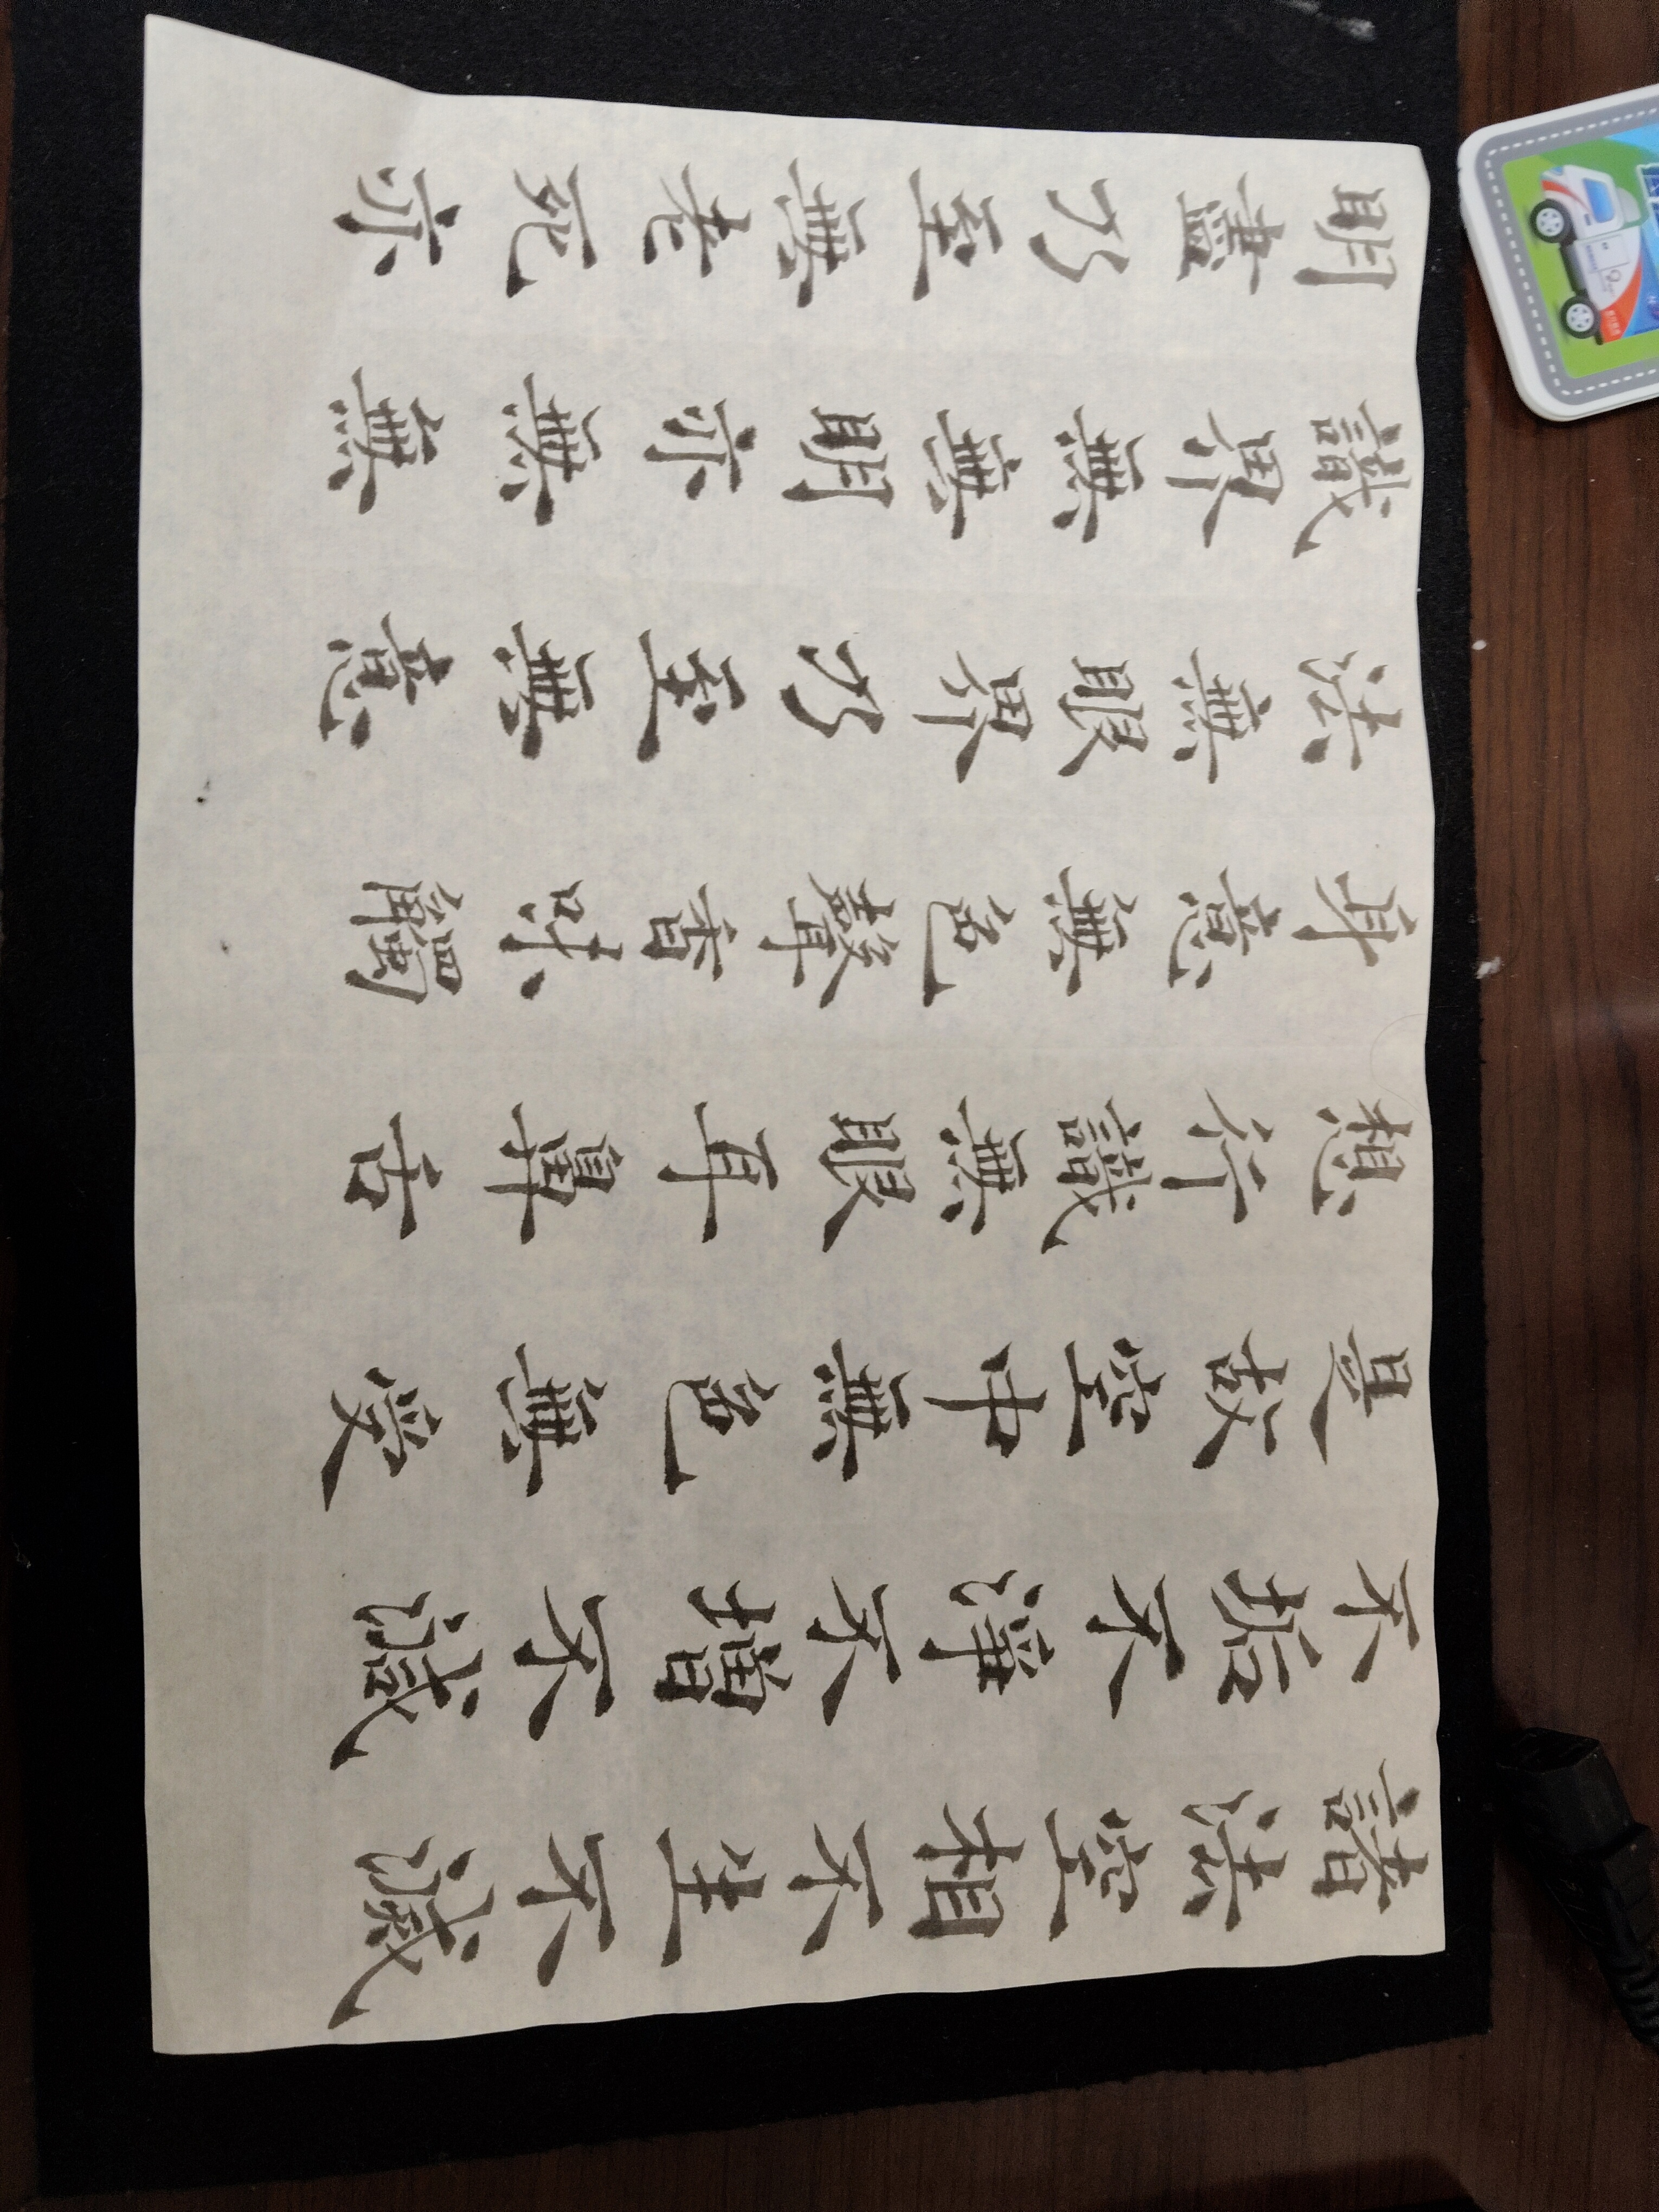 諸法空相不生不滅
不垢不淨不增不減
是故空中無色無受
想行識無眼耳鼻舌
身意無色聲香味觸
法無眼界乃至無意
識界無無明亦無無
明盡乃至無老死亦